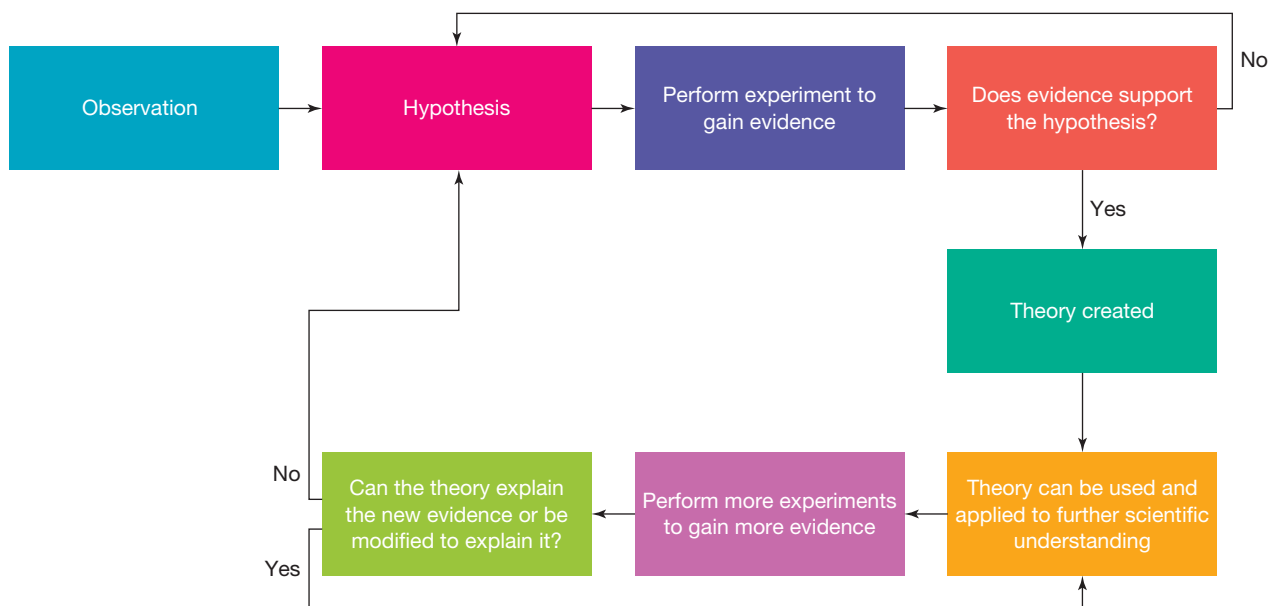 Observation
Hypothesis
Perform experiment to
gain evidence
Does evidence support
the hypothesis?
No
Yes
Theory created
Theory can be used and
applied to further scientific
understanding
Perform more experiments
to gain more evidence
Can the theory explain
the new evidence or be
modified to explain it?
No
Yes